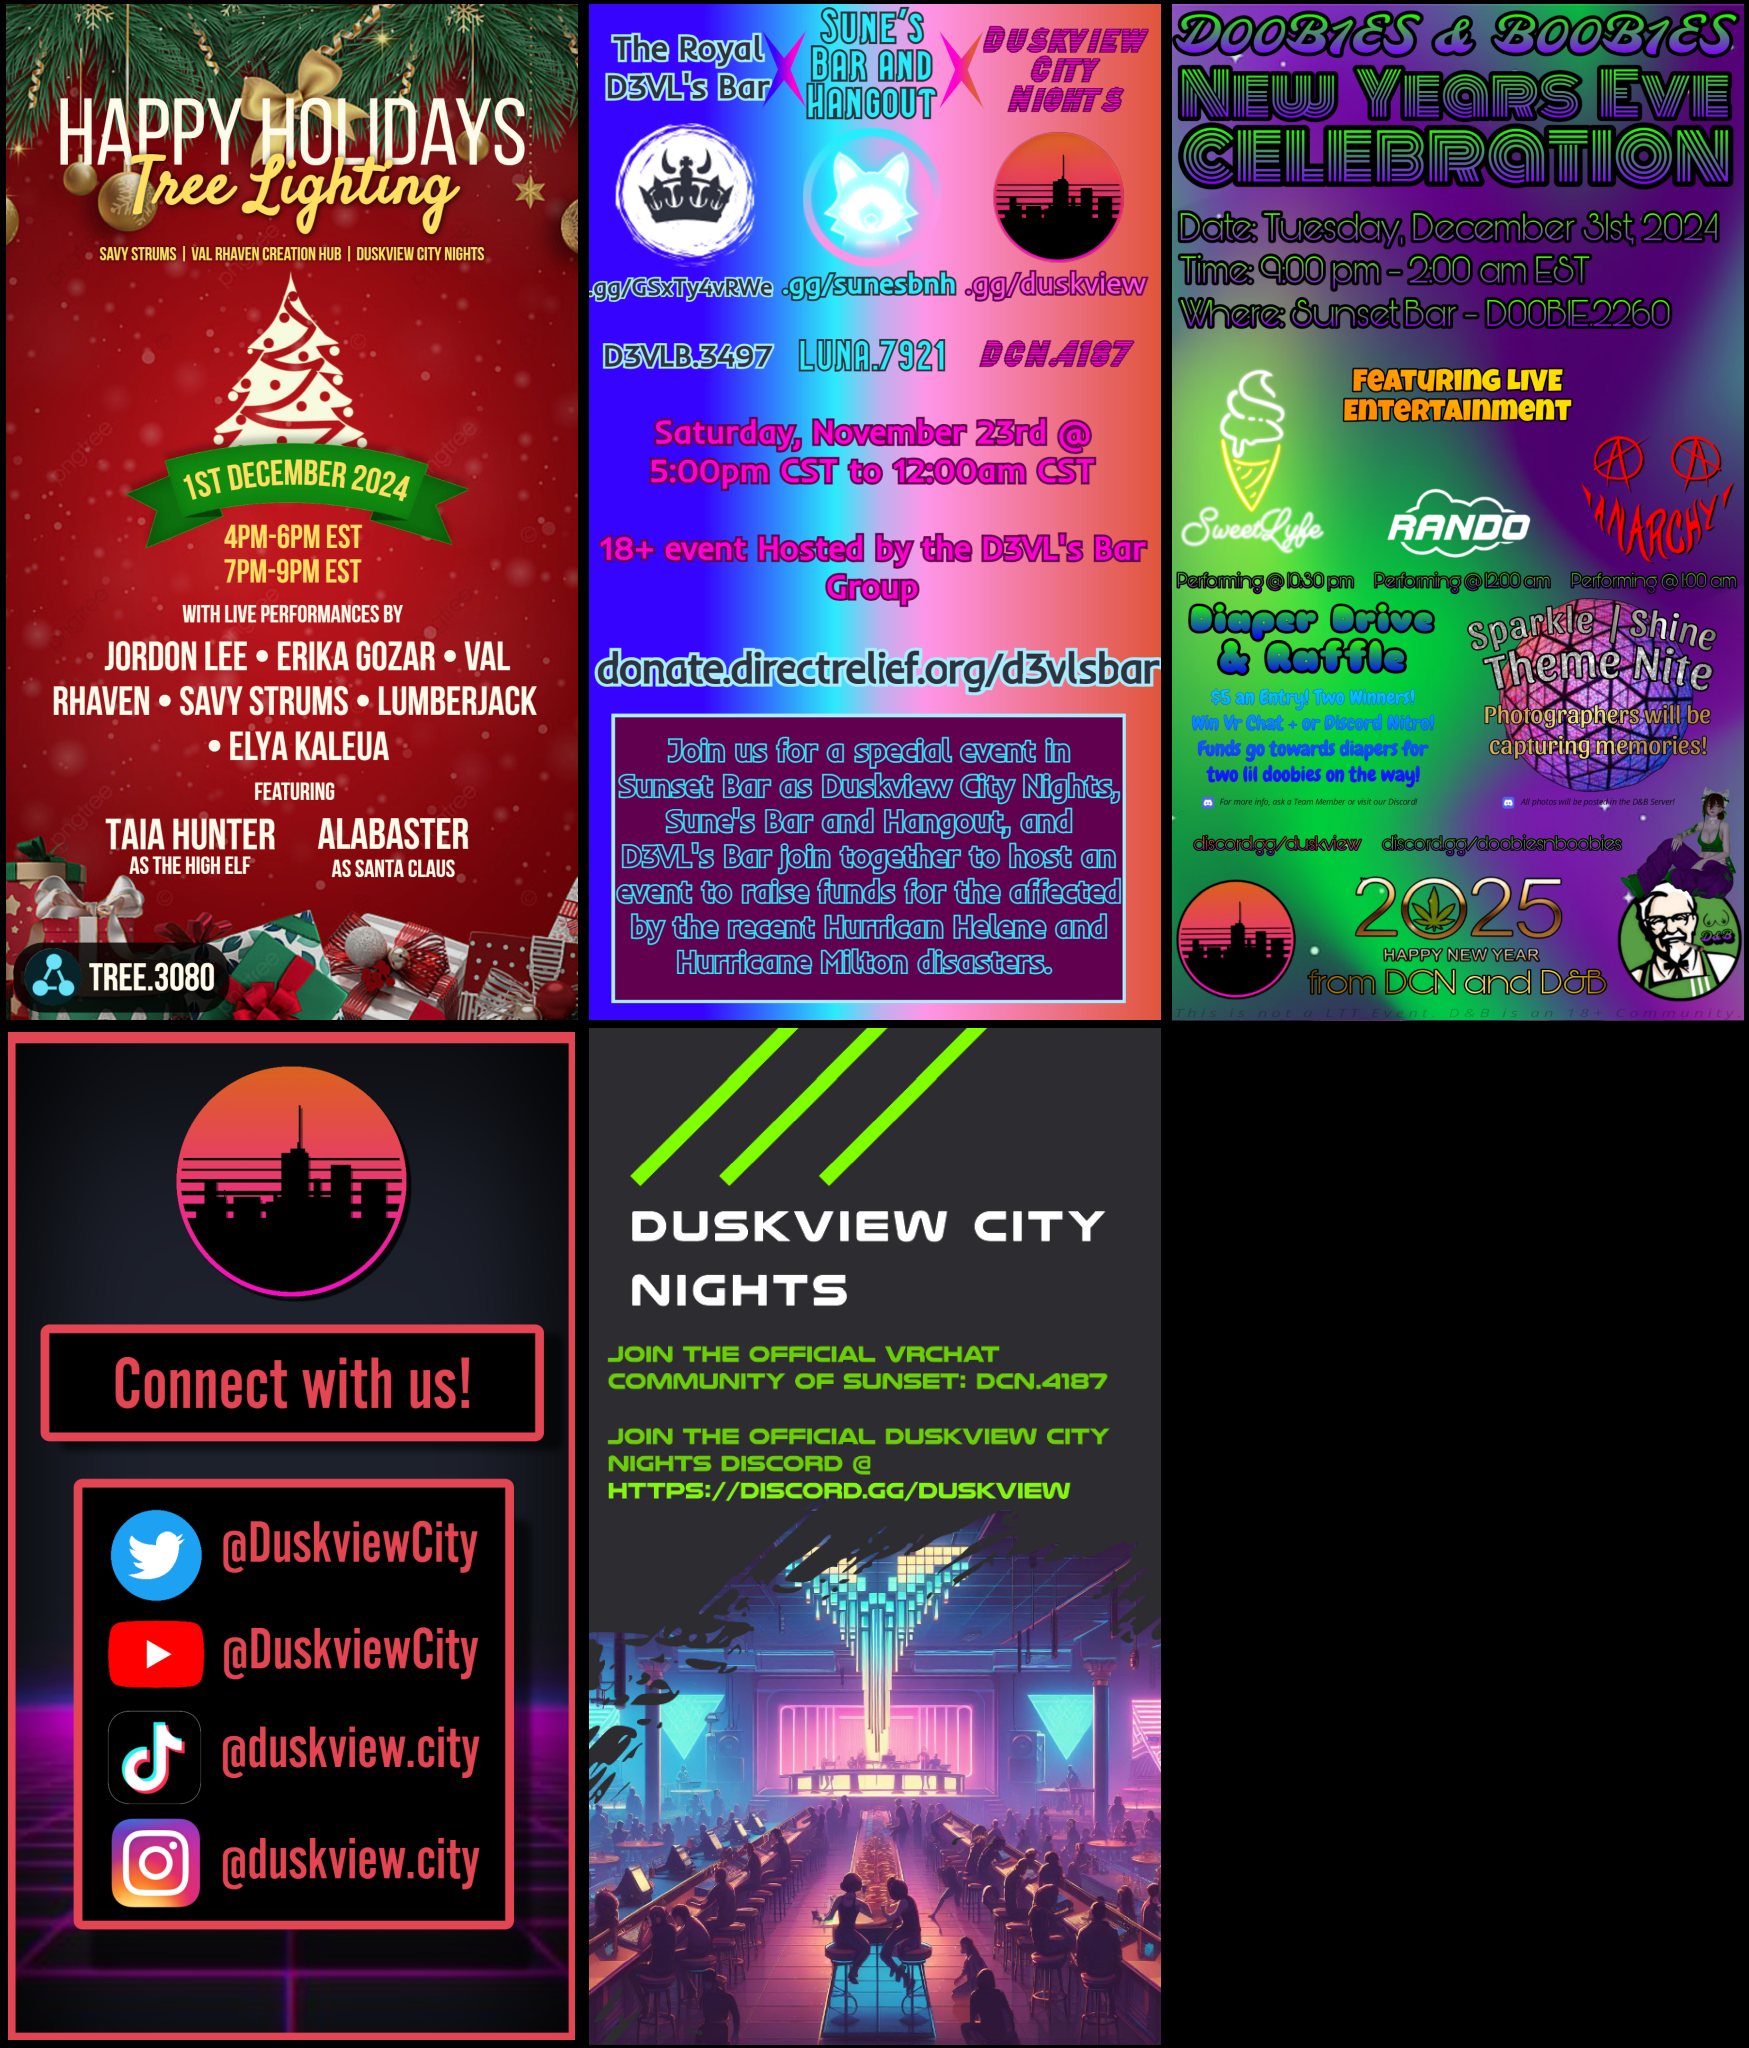 HAPPY HOLIDAYS
Tree Lighting
SAVY STRUMS | VAL RHAVEN CREATION HUB | DUSKVIEW CITY NIGHTS
1ST DECEMBER 2024
4PM-6PM EST
7PM-9PM EST
WITH LIVE PERFORMANCES BY
JORDON LEE • ERIKA GOZAR • VAL
RHAVEN • SAVY STRUMS • LUMBERJACK
• ELYA KALEUA
FEATURING
TAIA HUNTER
AS THE HIGH ELF
ALABASTER
AS SANTA CLAUS
TREE.3080
The Royal
D3VL's Bar
SUNE'S
BAR AND
HANGOUT
DUSKVIEW
CITY
NIGHTS
.gg/GSxTy4vRWe
.gg/sunesbnh
.gg/duskview
D3VLB.3497
LUNA.7921
DCN.4187
Saturday, November 23rd @
5:00pm CST to 12:00am CST
18+ event Hosted by the D3VL's Bar
Group
donate.directrelief.org/d3vlsbar
Join us for a special event in
Sunset Bar as Duskview City Nights,
Sune's Bar and Hangout, and
D3VL's Bar join together to host an
event to raise funds for the affected
by the recent Hurrican Helene and
Hurricane Milton disasters.
D00B1ES & B00B1ES
New Years Eve
CELEBRATION
Date: Tuesday, December 31st, 2024
Time: 9:00 pm - 2:00 am EST
Where: Sunset Bar - D00BIE.2260
Featuring Live
Entertainment
SweetLyfe
RANDO
ANARCHY
Performing @ 10:30 pm
Performing @ 12:00 am
Performing @ 1:00 am
Diaper Drive
& Raffle
$5 an Entry! Two Winners!
Win Vr Chat + or Discord Nitro!
Funds go towards diapers for
two lil doobies on the way!
For more info, ask a Team Member or visit our Discord!
Sparkle | Shine
Theme Nite
Photographers will be
capturing memories!
All photos will be posted in the D&B Server!
discord.gg/duskview
discord.gg/doobiesnboobies
2025
HAPPY NEW YEAR
from DCN and D&B
D&B
This is not a LTT Event. D&B is an 18+ Community
Connect with us!
@DuskviewCity
@DuskviewCity
@duskview.city
@duskview.city
DUSKVIEW CITY
NIGHTS
JOIN THE OFFICIAL VRCHAT
COMMUNITY OF SUNSET: DCN.4187
JOIN THE OFFICIAL DUSKVIEW CITY
NIGHTS DISCORD @
HTTPS://DISCORD.GG/DUSKVIEW